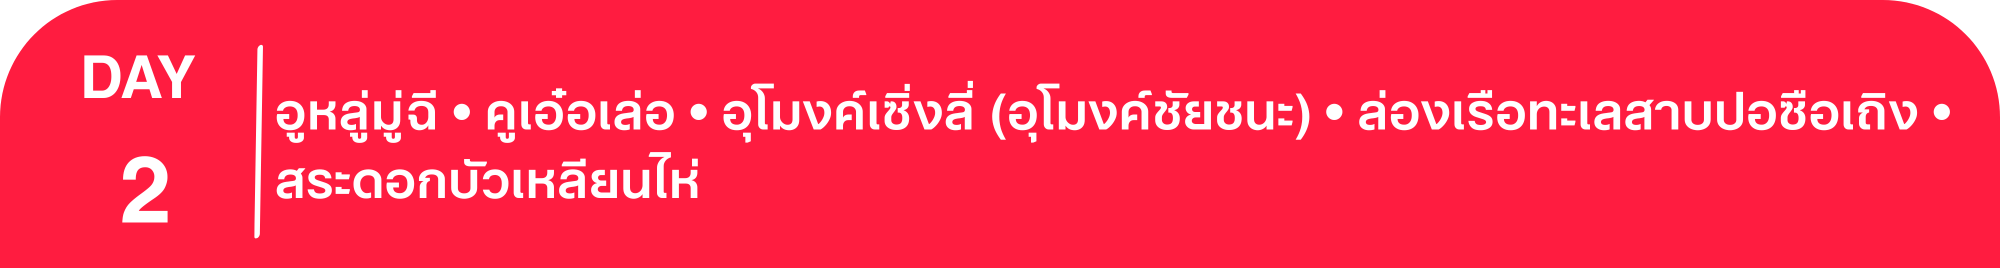 DAY
2
อูหลู่มู่ฉี • คูเอ๋อเล่อ • อุโมงค์เซิ่งลี่ (อุโมงค์ชัยชนะ) • ล่องเรือทะเลสาบปอซือเถิง •
สระดอกบัวเหลียนไห่